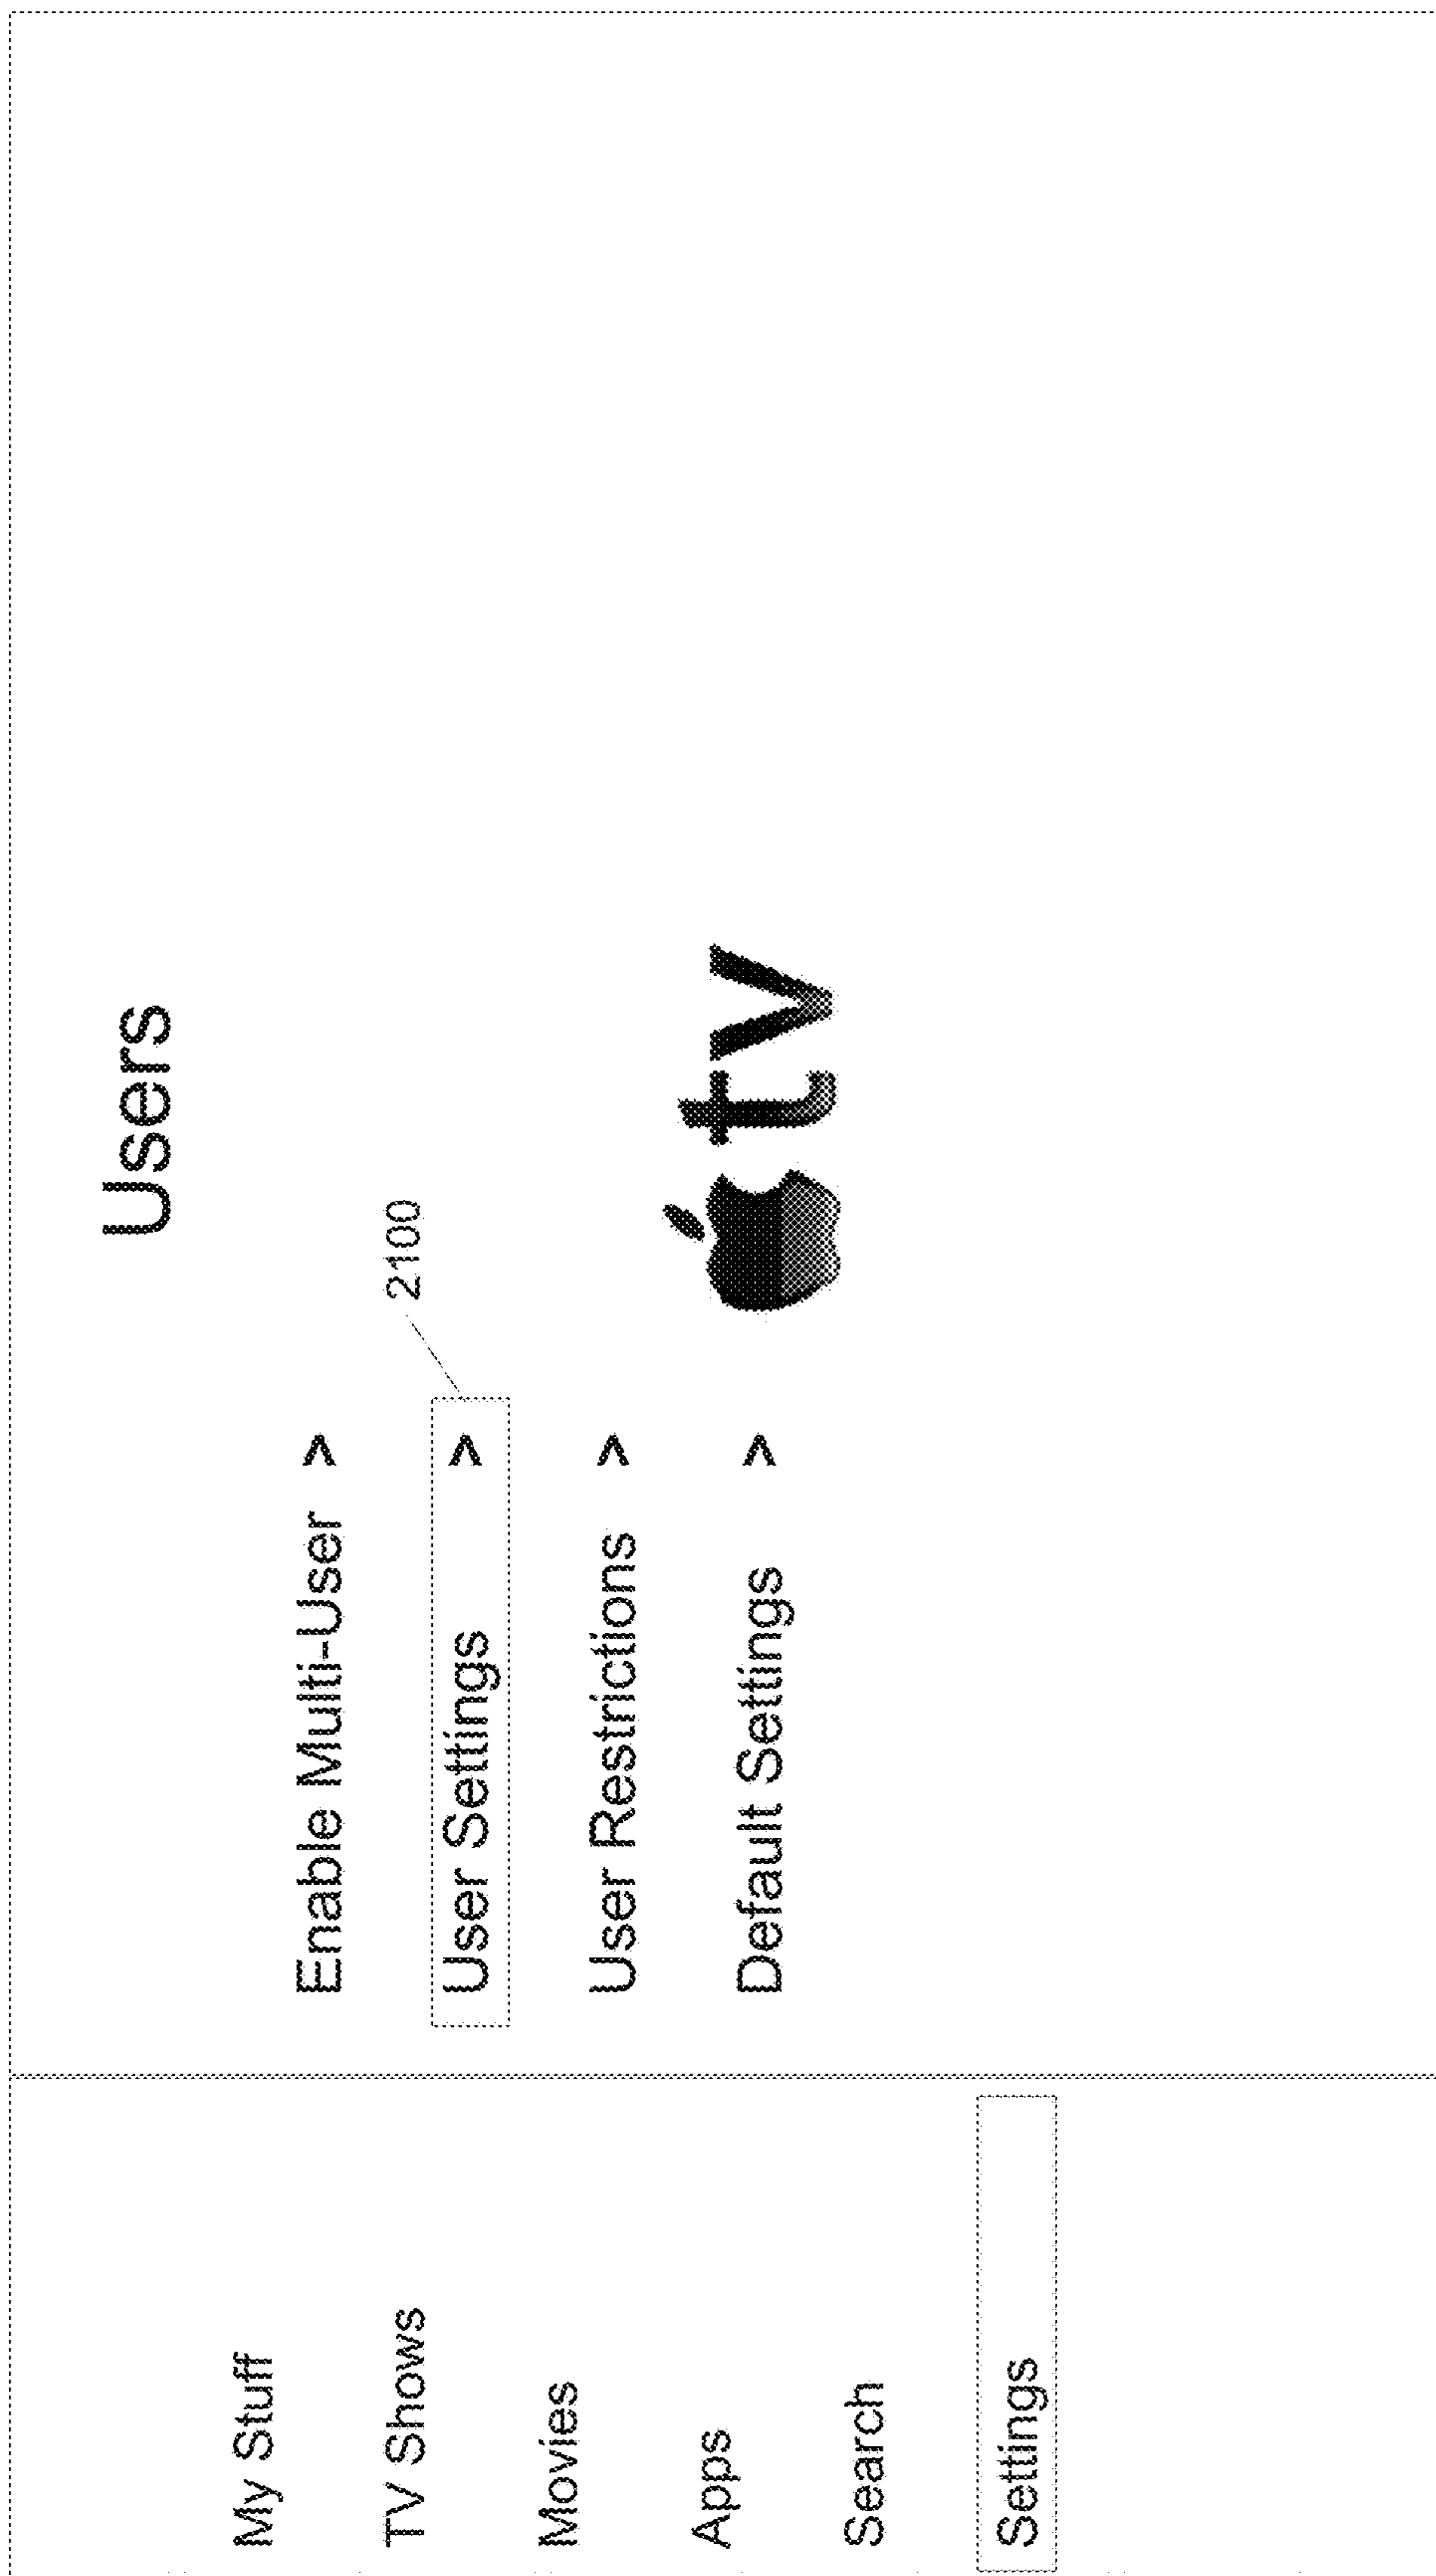 Users
My Stuff
TV Shows
Movies
Apps
Search
Settings
Enable Multi-User >
User Settings >
2100
User Restrictions >
Default Settings >
tv